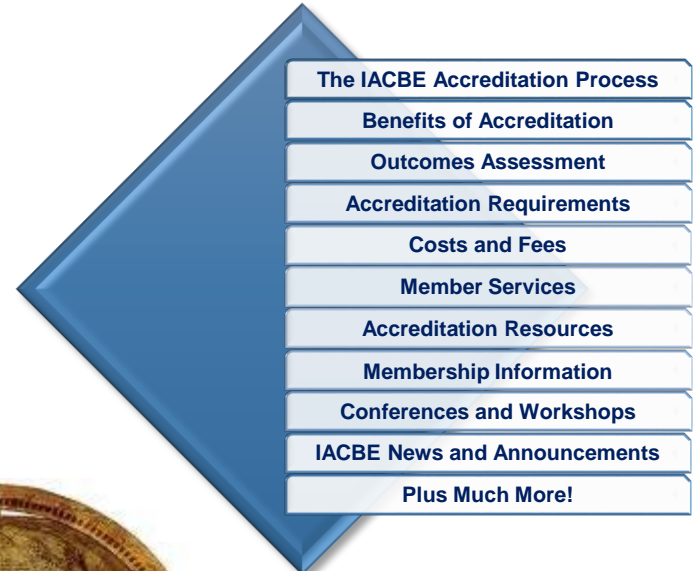 The IACBE Accreditation Process
Benefits of Accreditation
Outcomes Assessment
Accreditation Requirements
Costs and Fees
Member Services
Accreditation Resources
Membership Information
Conferences and Workshops
IACBE News and Announcements
Plus Much More!